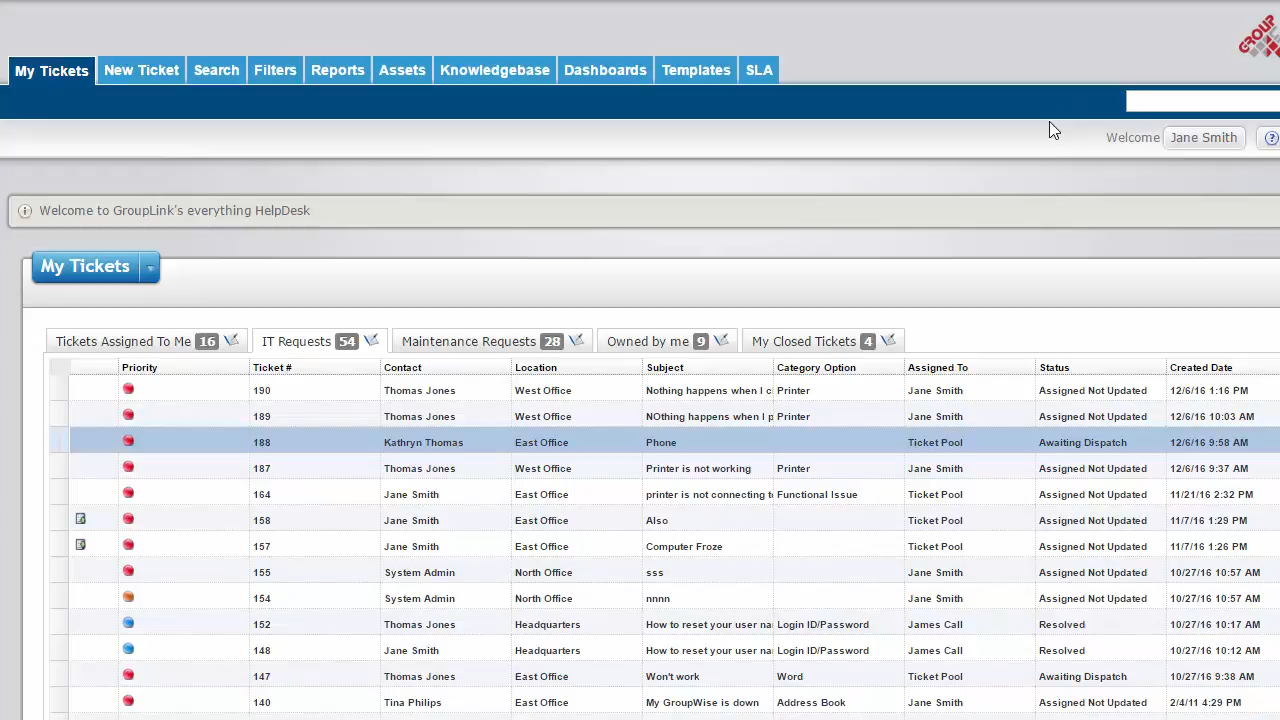 GROUP
My Tickets New Ticket Search Filters Reports Assets Knowledgebase Dashboards Templates SLA
Welcome Jane Smith ?
Welcome to GroupLink's everything HelpDesk
My Tickets
Tickets Assigned To Me 16 IT Requests 54 Maintenance Requests 28 Owned by me 9 My Closed Tickets 4
Priority Ticket # Contact Location Subject Category Option Assigned To Status Created Date
190 Thomas Jones West Office Nothing happens when I c Printer Jane Smith Assigned Not Updated 12/6/16 1:16 PM
189 Thomas Jones West Office NOthing happens when I p Printer Jane Smith Assigned Not Updated 12/6/16 10:03 AM
188 Kathryn Thomas East Office Phone Ticket Pool Awaiting Dispatch 12/6/16 9:58 AM
187 Thomas Jones West Office Printer is not working Printer Jane Smith Assigned Not Updated 12/6/16 9:37 AM
164 Jane Smith East Office printer is not connecting to Functional Issue Ticket Pool Assigned Not Updated 11/21/16 2:32 PM
158 Jane Smith East Office Also Ticket Pool Assigned Not Updated 11/7/16 1:29 PM
157 Jane Smith East Office Computer Froze Ticket Pool Assigned Not Updated 11/7/16 1:26 PM
155 System Admin North Office sss Jane Smith Assigned Not Updated 10/27/16 10:57 AM
154 System Admin North Office nnnn Jane Smith Assigned Not Updated 10/27/16 10:57 AM
152 Thomas Jones Headquarters How to reset your user na Login ID/Password James Call Resolved 10/27/16 10:17 AM
148 Jane Smith Headquarters How to reset your user na Login ID/Password James Call Resolved 10/27/16 10:12 AM
147 Thomas Jones East Office Won't work Word Ticket Pool Awaiting Dispatch 10/27/16 9:38 AM
140 Tina Philips East Office My GroupWise is down Address Book Jane Smith Assigned Not Updated 2/4/11 4:29 PM